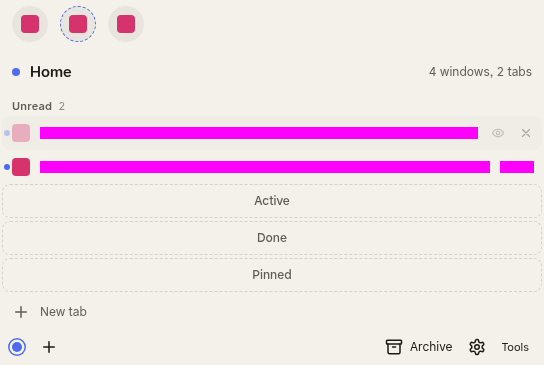 Home
4 windows, 2 tabs
Unread 2
Active
Done
Pinned
New tab
Archive
Tools